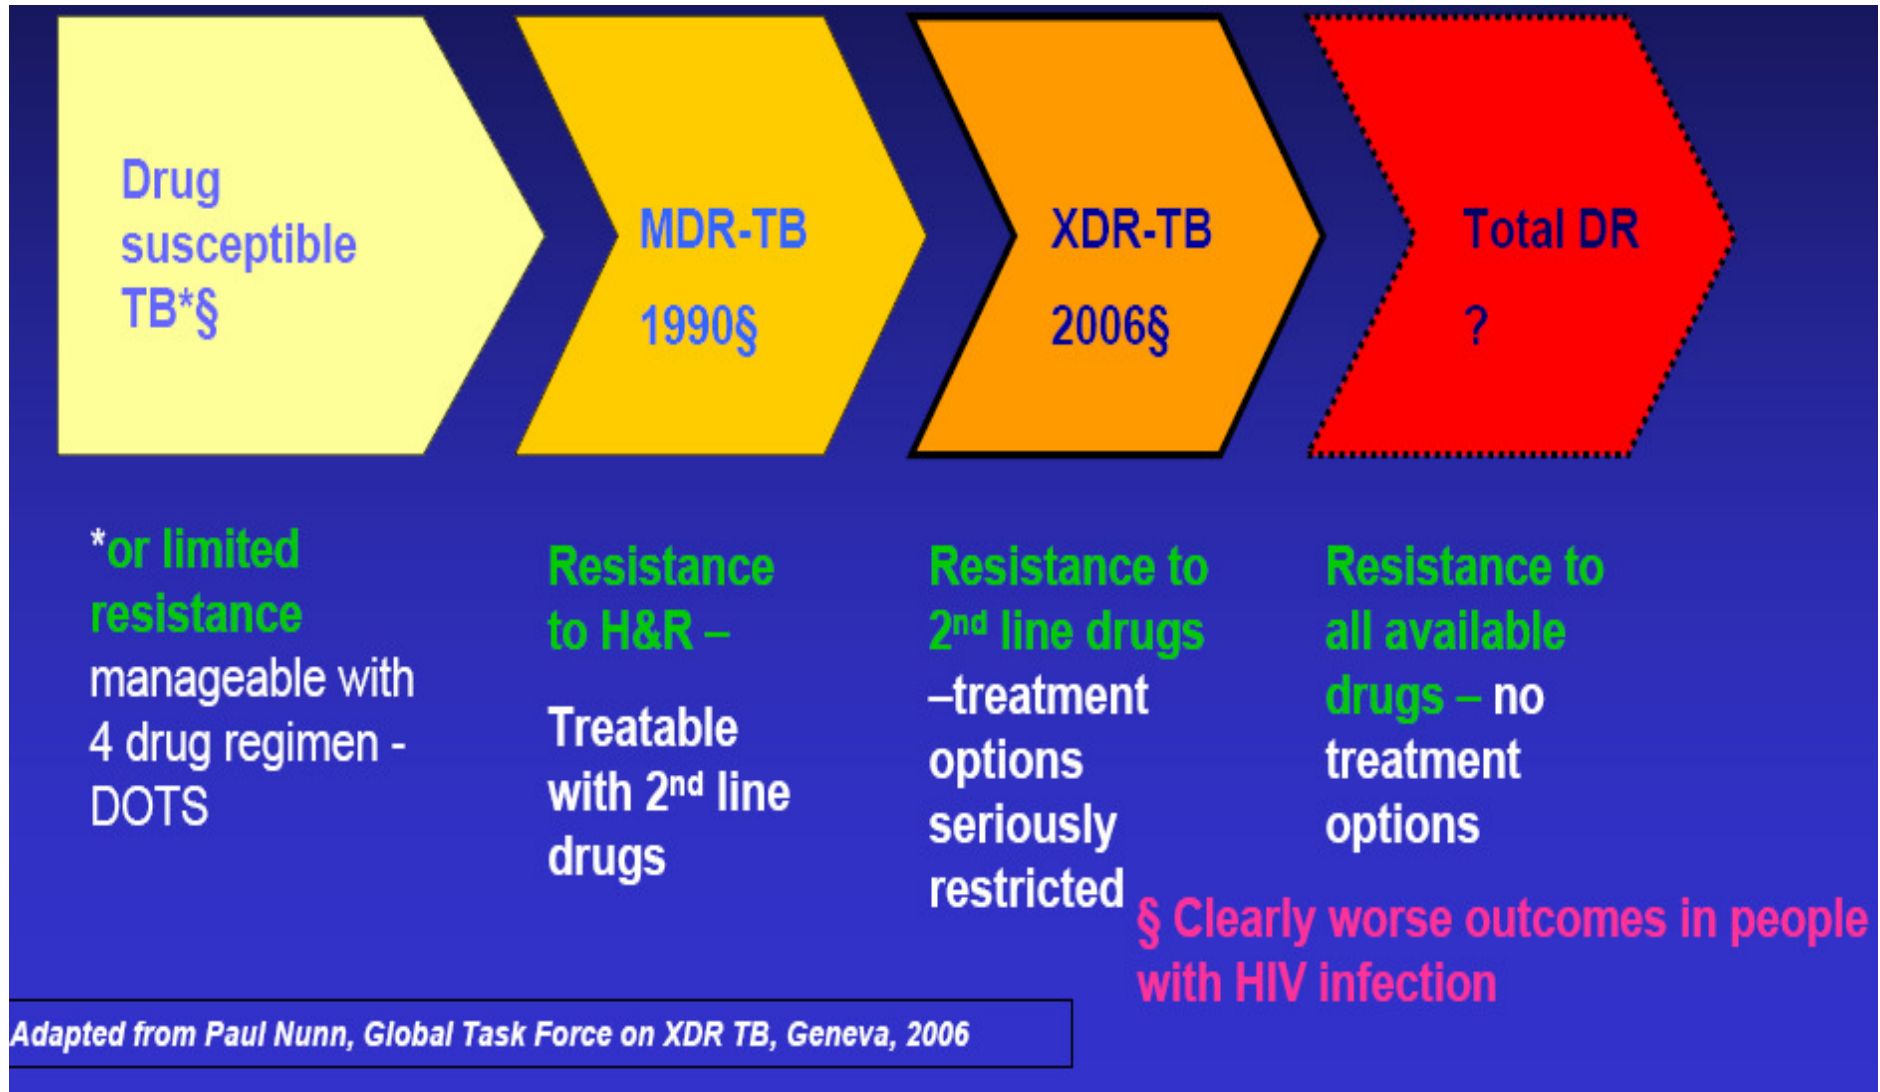 Drug
susceptible
TB*§
MDR-TB
1990§
XDR-TB
2006§
Total DR
?
*or limited
resistance
manageable with
4 drug regimen -
DOTS
Resistance
to H&R –
Treatable
with 2nd line
drugs
Resistance to
2nd line drugs
–treatment
options
seriously
restricted
Resistance to
all available
drugs – no
treatment
options
§ Clearly worse outcomes in people
with HIV infection
Adapted from Paul Nunn, Global Task Force on XDR TB, Geneva, 2006